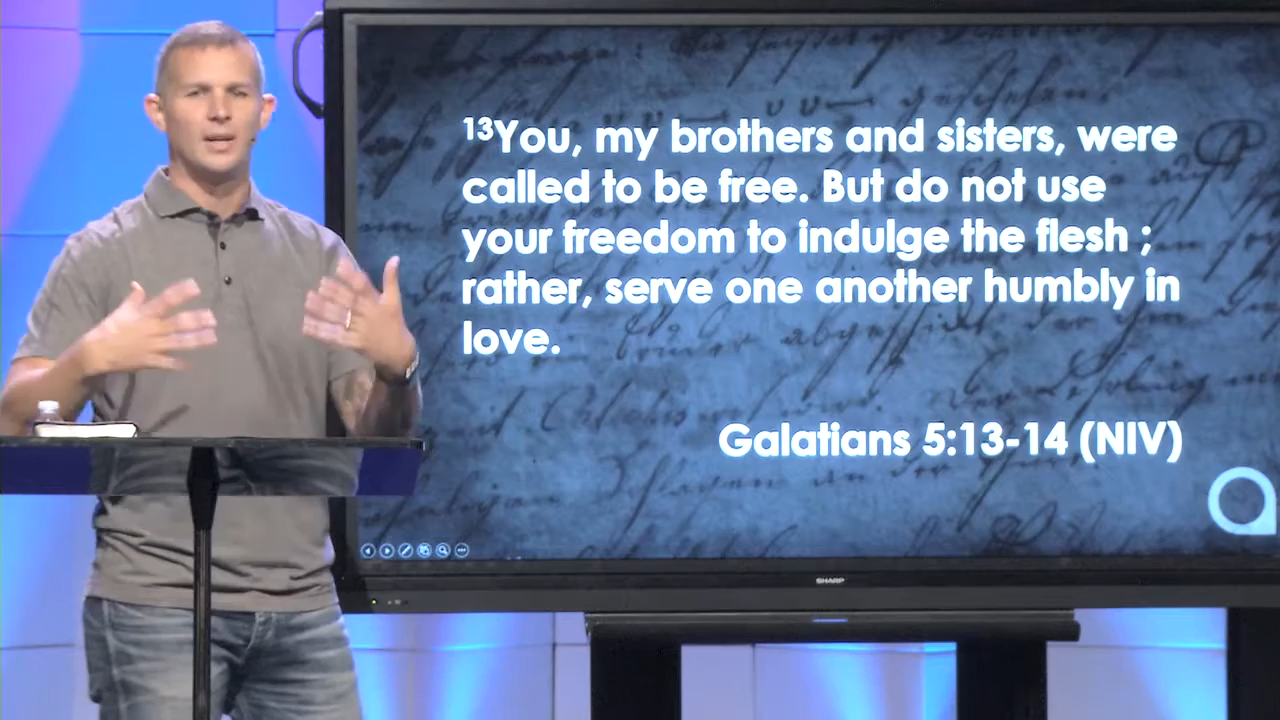 ¹³You, my brothers and sisters, were
called to be free. But do not use
your freedom to indulge the flesh ;
rather, serve one another humbly in
love.
Galatians 5:13-14 (NIV)
SHARP